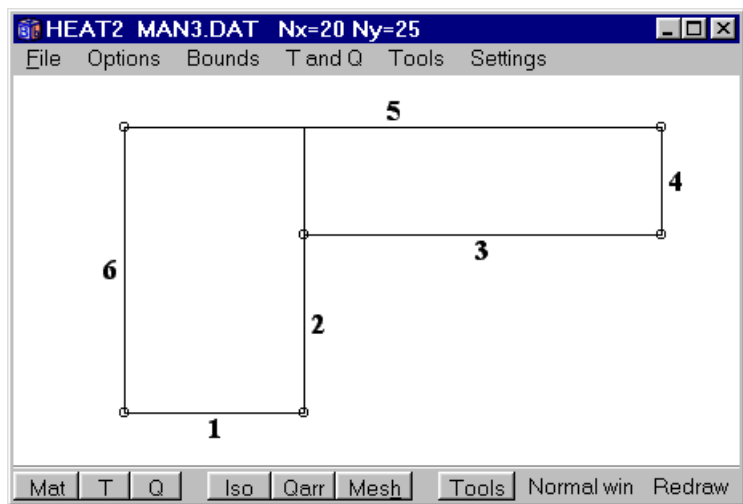 HEAT2 MAN3.DAT Nx=20 Ny=25
File Options Bounds T and Q Tools Settings
5
4
3
6
2
1
Mat T Q Iso Qarr Mesh Tools Normal win Redraw